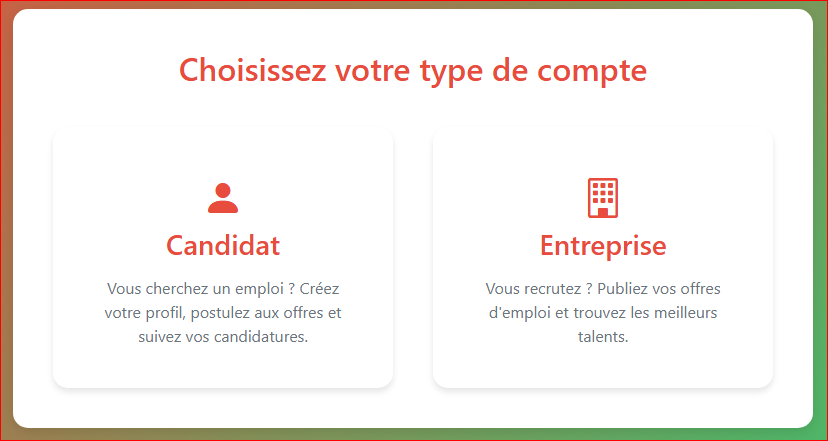 Choisissez votre type de compte
Candidat
Vous cherchez un emploi ? Créez
votre profil, postulez aux offres et
suivez vos candidatures.
Entreprise
Vous recrutez ? Publiez vos offres
d'emploi et trouvez les meilleurs
talents.